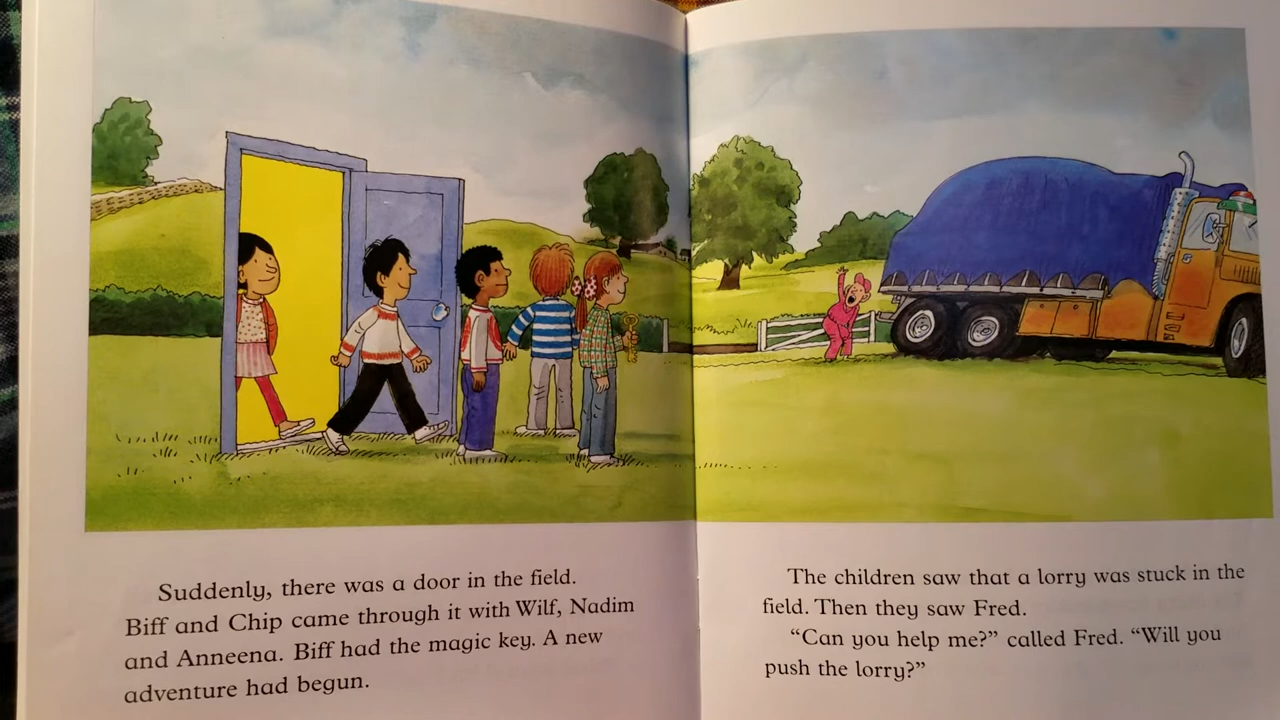 Suddenly, there was a door in the field.
Biff and Chip came through it with Wilf, Nadim
and Anneena. Biff had the magic key. A new
adventure had begun.
The children saw that a lorry was stuck in the
field. Then they saw Fred.
“Can you help me?” called Fred. “Will you
push the lorry?”